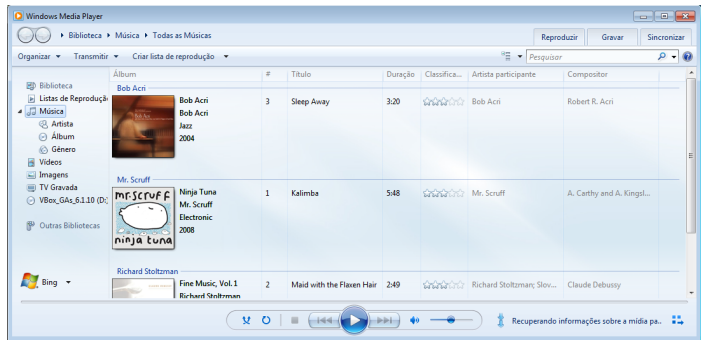 Windows Media Player
Biblioteca Música Todas as Músicas
Reproduzir Gravar Sincronizar
Organizar Transmitir Criar lista de reprodução Pesquisar
Biblioteca
Listas de Reproduçã
Música
Artista
Álbum
Gênero
Vídeos
Imagens
TV Gravada
VBox_GAs_6.1.10 (D:)
Outras Bibliotecas
Bing
Álbum # Título Duração Classifica... Artista participante Compositor
Bob Acri
Bob Acri 3 Sleep Away 3:20 Bob Acri Robert R. Acri
Bob Acri
Jazz
2004
Mr. Scruff
mr.scruff
ninja tuna
Ninja Tuna 1 Kalimba 5:48 Mr. Scruff A. Carthy and A. Kingsl...
Mr. Scruff
Electronic
2008
Richard Stoltzman
Fine Music, Vol. 1 2 Maid with the Flaxen Hair 2:49 Richard Stoltzman; Slov... Claude Debussy
Richard Stoltzman
Recuperando informações sobre a mídia pa..